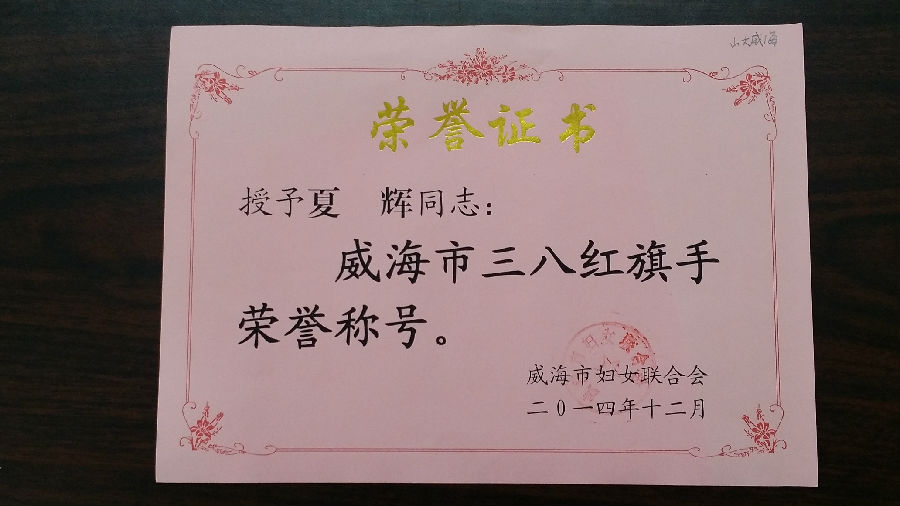 山大威海
荣誉证书
授予夏 辉同志：
威海市三八红旗手
荣誉称号。
威海市妇女联合会
二〇一四年十二月